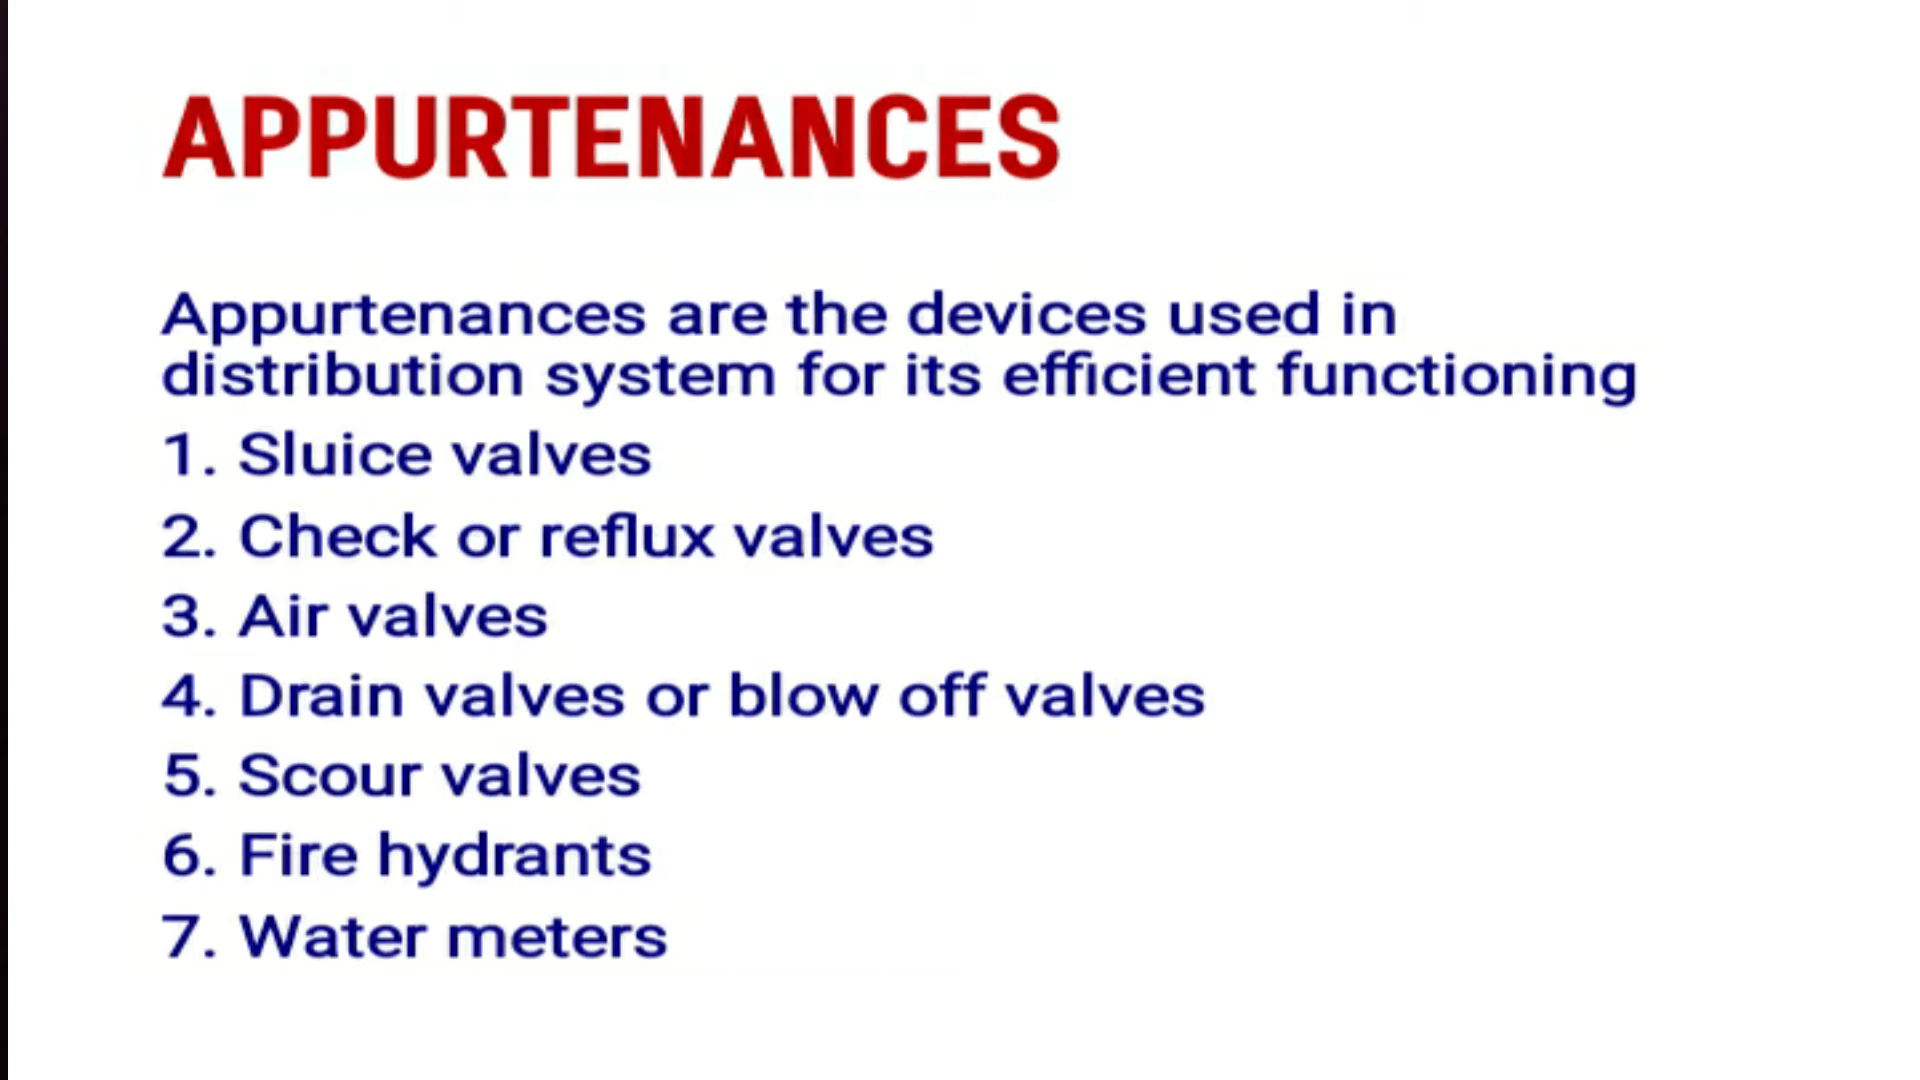 APPURTENANCES
Appurtenances are the devices used in
distribution system for its efficient functioning
1. Sluice valves
2. Check or reflux valves
3. Air valves
4. Drain valves or blow off valves
5. Scour valves
6. Fire hydrants
7. Water meters